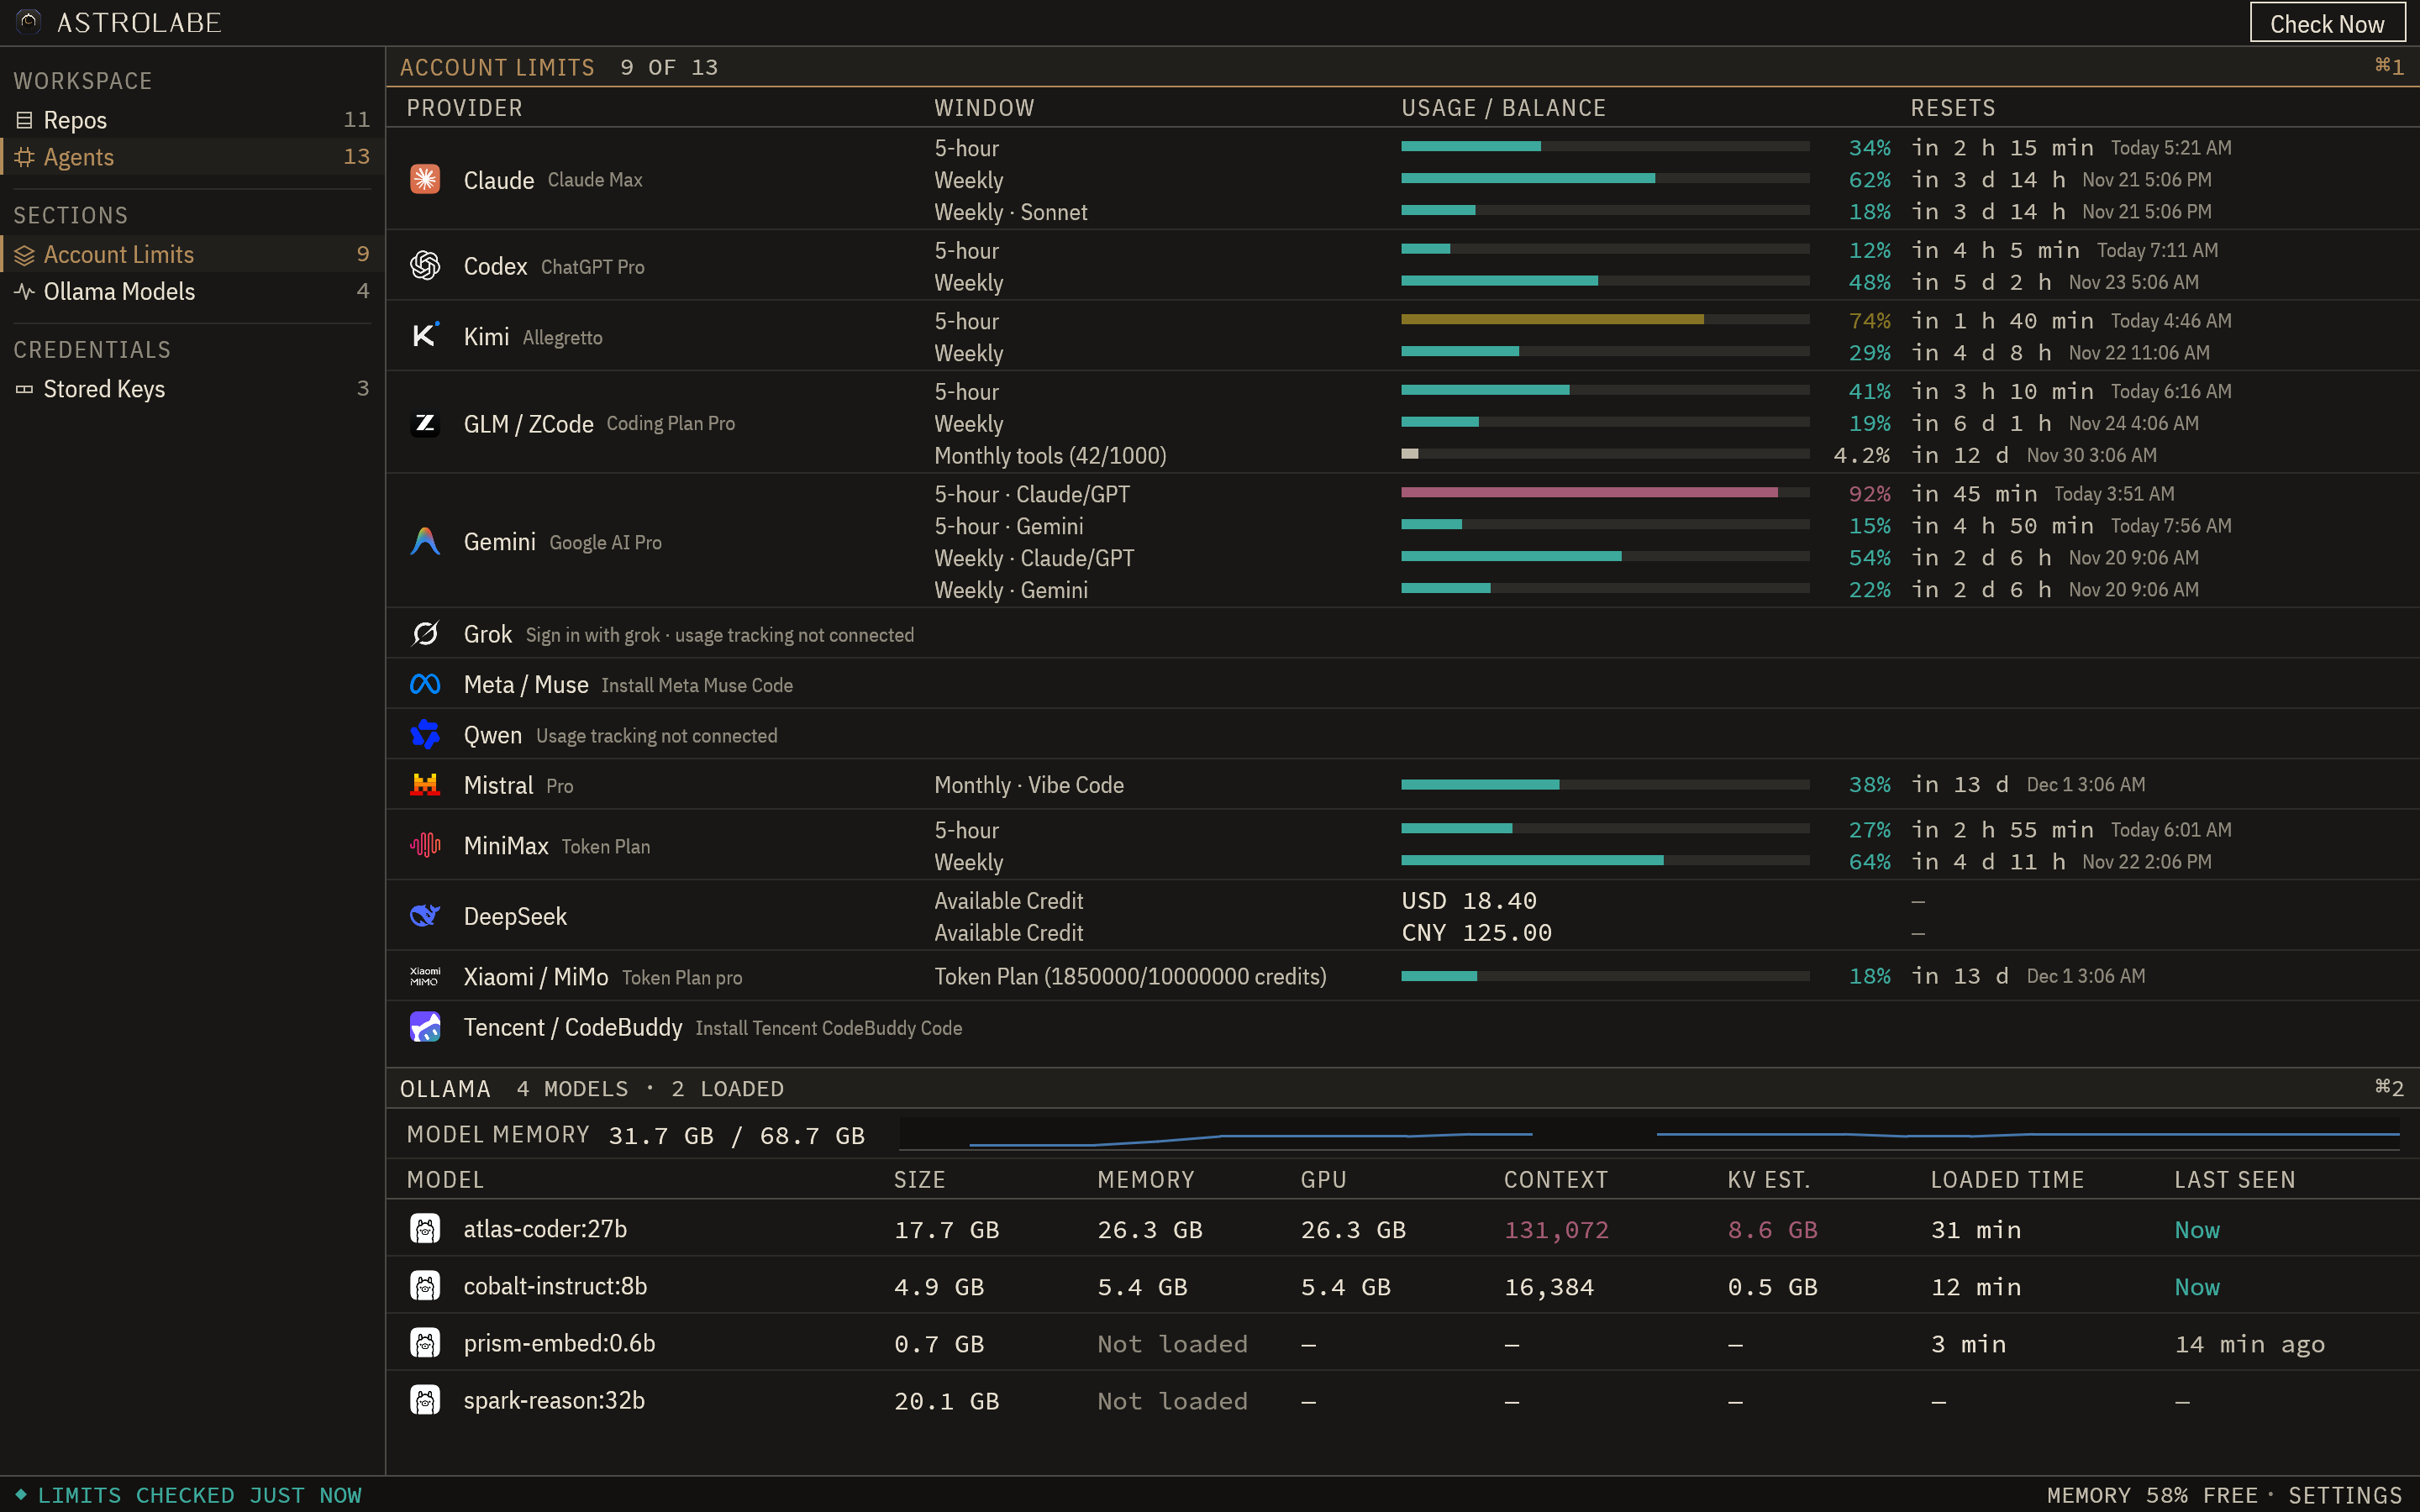 ASTROLABE
Check Now
WORKSPACE
Repos 11
Agents 13
SECTIONS
Account Limits 9
Ollama Models 4
CREDENTIALS
Stored Keys 3
ACCOUNT LIMITS 9 OF 13 ⌘1
PROVIDER WINDOW USAGE / BALANCE RESETS
Claude Claude Max
5-hour 34% in 2 h 15 min Today 5:21 AM
Weekly 62% in 3 d 14 h Nov 21 5:06 PM
Weekly · Sonnet 18% in 3 d 14 h Nov 21 5:06 PM
Codex ChatGPT Pro
5-hour 12% in 4 h 5 min Today 7:11 AM
Weekly 48% in 5 d 2 h Nov 23 5:06 AM
Kimi Allegretto
5-hour 74% in 1 h 40 min Today 4:46 AM
Weekly 29% in 4 d 8 h Nov 22 11:06 AM
GLM / ZCode Coding Plan Pro
5-hour 41% in 3 h 10 min Today 6:16 AM
Weekly 19% in 6 d 1 h Nov 24 4:06 AM
Monthly tools (42/1000) 4.2% in 12 d Nov 30 3:06 AM
Gemini Google AI Pro
5-hour · Claude/GPT 92% in 45 min Today 3:51 AM
5-hour · Gemini 15% in 4 h 50 min Today 7:56 AM
Weekly · Claude/GPT 54% in 2 d 6 h Nov 20 9:06 AM
Weekly · Gemini 22% in 2 d 6 h Nov 20 9:06 AM
Grok Sign in with grok · usage tracking not connected
Meta / Muse Install Meta Muse Code
Qwen Usage tracking not connected
Mistral Pro Monthly · Vibe Code 38% in 13 d Dec 1 3:06 AM
MiniMax Token Plan
5-hour 27% in 2 h 55 min Today 6:01 AM
Weekly 64% in 4 d 11 h Nov 22 2:06 PM
DeepSeek
Available Credit USD 18.40 —
Available Credit CNY 125.00 —
Xiaomi MiMO Xiaomi / MiMo Token Plan pro Token Plan (1850000/10000000 credits) 18% in 13 d Dec 1 3:06 AM
Tencent / CodeBuddy Install Tencent CodeBuddy Code
OLLAMA 4 MODELS · 2 LOADED ⌘2
MODEL MEMORY 31.7 GB / 68.7 GB
MODEL SIZE MEMORY GPU CONTEXT KV EST. LOADED TIME LAST SEEN
atlas-coder:27b 17.7 GB 26.3 GB 26.3 GB 131,072 8.6 GB 31 min Now
cobalt-instruct:8b 4.9 GB 5.4 GB 5.4 GB 16,384 0.5 GB 12 min Now
prism-embed:0.6b 0.7 GB Not loaded — — — 3 min 14 min ago
spark-reason:32b 20.1 GB Not loaded — — — — —
LIMITS CHECKED JUST NOW
MEMORY 58% FREE · SETTINGS